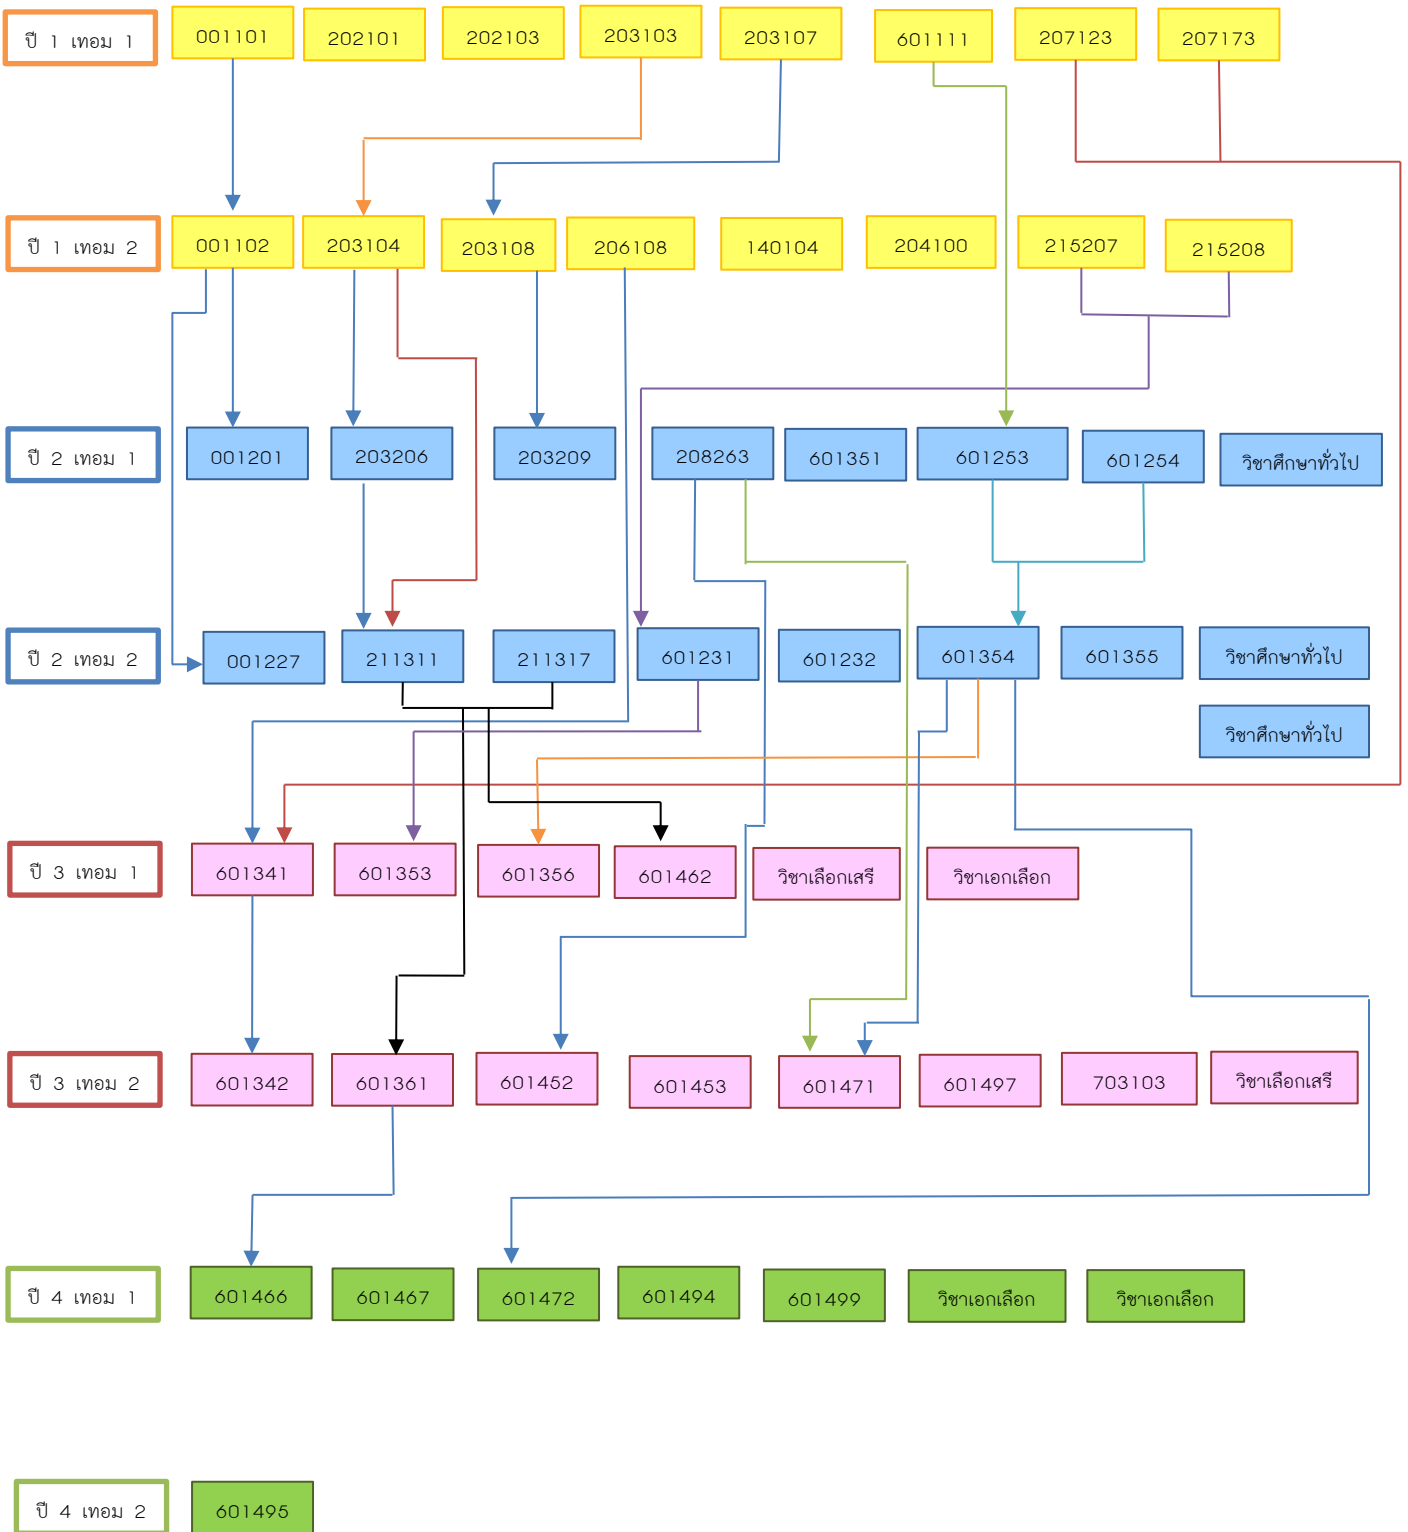 ปี 1 เทอม 1 001101 202101 202103 203103 203107 601111 207123 207173
ปี 1 เทอม 2 001102 203104 203108 206108 140104 204100 215207 215208
ปี 2 เทอม 1 001201 203206 203209 208263 601351 601253 601254 วิชาศึกษาทั่วไป
ปี 2 เทอม 2 001227 211311 211317 601231 601232 601354 601355 วิชาศึกษาทั่วไป
วิชาศึกษาทั่วไป
ปี 3 เทอม 1 601341 601353 601356 601462 วิชาเลือกเสรี วิชาเอกเลือก
ปี 3 เทอม 2 601342 601361 601452 601453 601471 601497 703103 วิชาเลือกเสรี
ปี 4 เทอม 1 601466 601467 601472 601494 601499 วิชาเอกเลือก วิชาเอกเลือก
ปี 4 เทอม 2 601495